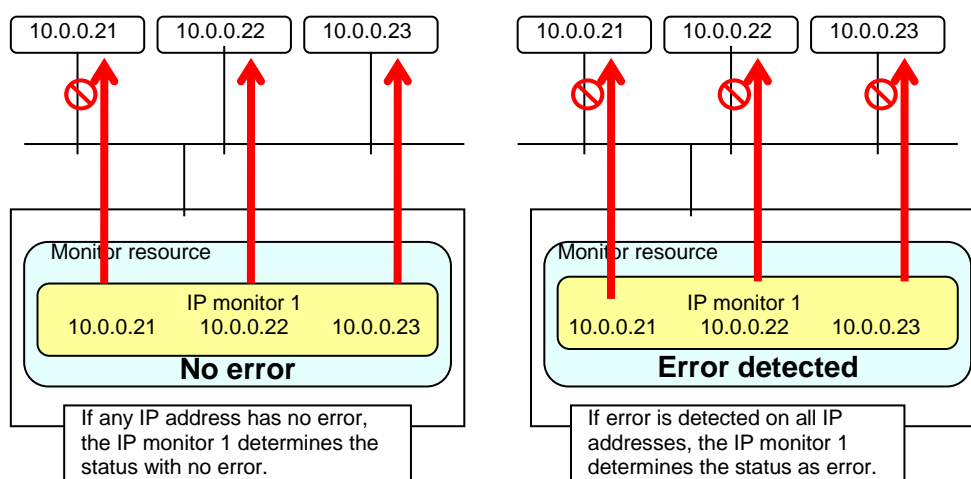 10.0.0.21
10.0.0.22
10.0.0.23
Monitor resource
IP monitor 1
10.0.0.21
10.0.0.22
10.0.0.23
No error
If any IP address has no error,
the IP monitor 1 determines the
status with no error.
10.0.0.21
10.0.0.22
10.0.0.23
Monitor resource
IP monitor 1
10.0.0.21
10.0.0.22
10.0.0.23
Error detected
If error is detected on all IP
addresses, the IP monitor 1
determines the status as error.